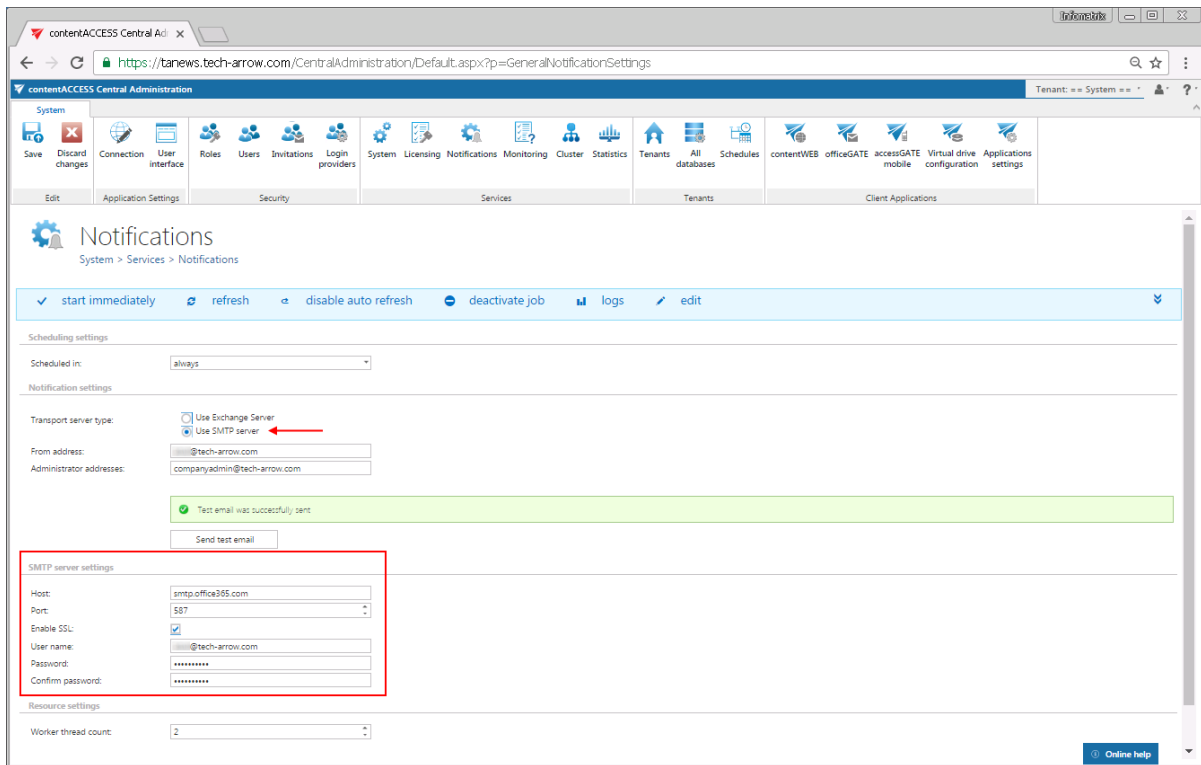 Infomatrix
contentACCESS Central Ad
https://tanews.tech-arrow.com/CentralAdministration/Default.aspx?p=GeneralNotificationSettings
contentACCESS Central Administration
Tenant: == System ==
?
System
Save
Discard changes
Connection
User interface
Roles
Users
Invitations
Login providers
System
Licensing
Notifications
Monitoring
Cluster
Statistics
Tenants
All databases
Schedules
contentWEB
officeGATE
accessGATE mobile
Virtual drive configuration
Applications settings
Edit
Application Settings
Security
Services
Tenants
Client Applications
Notifications
System > Services > Notifications
start immediately
refresh
disable auto refresh
deactivate job
logs
edit
Scheduling settings
Scheduled in:
always
Notification settings
Transport server type:
Use Exchange Server
Use SMTP server
From address:
@tech-arrow.com
Administrator addresses:
companyadmin@tech-arrow.com
Test email was successfully sent
Send test email
SMTP server settings
Host:
smtp.office365.com
Port:
587
Enable SSL:
User name:
@tech-arrow.com
Password:
••••••••••
Confirm password:
••••••••••
Resource settings
Worker thread count:
2
Online help